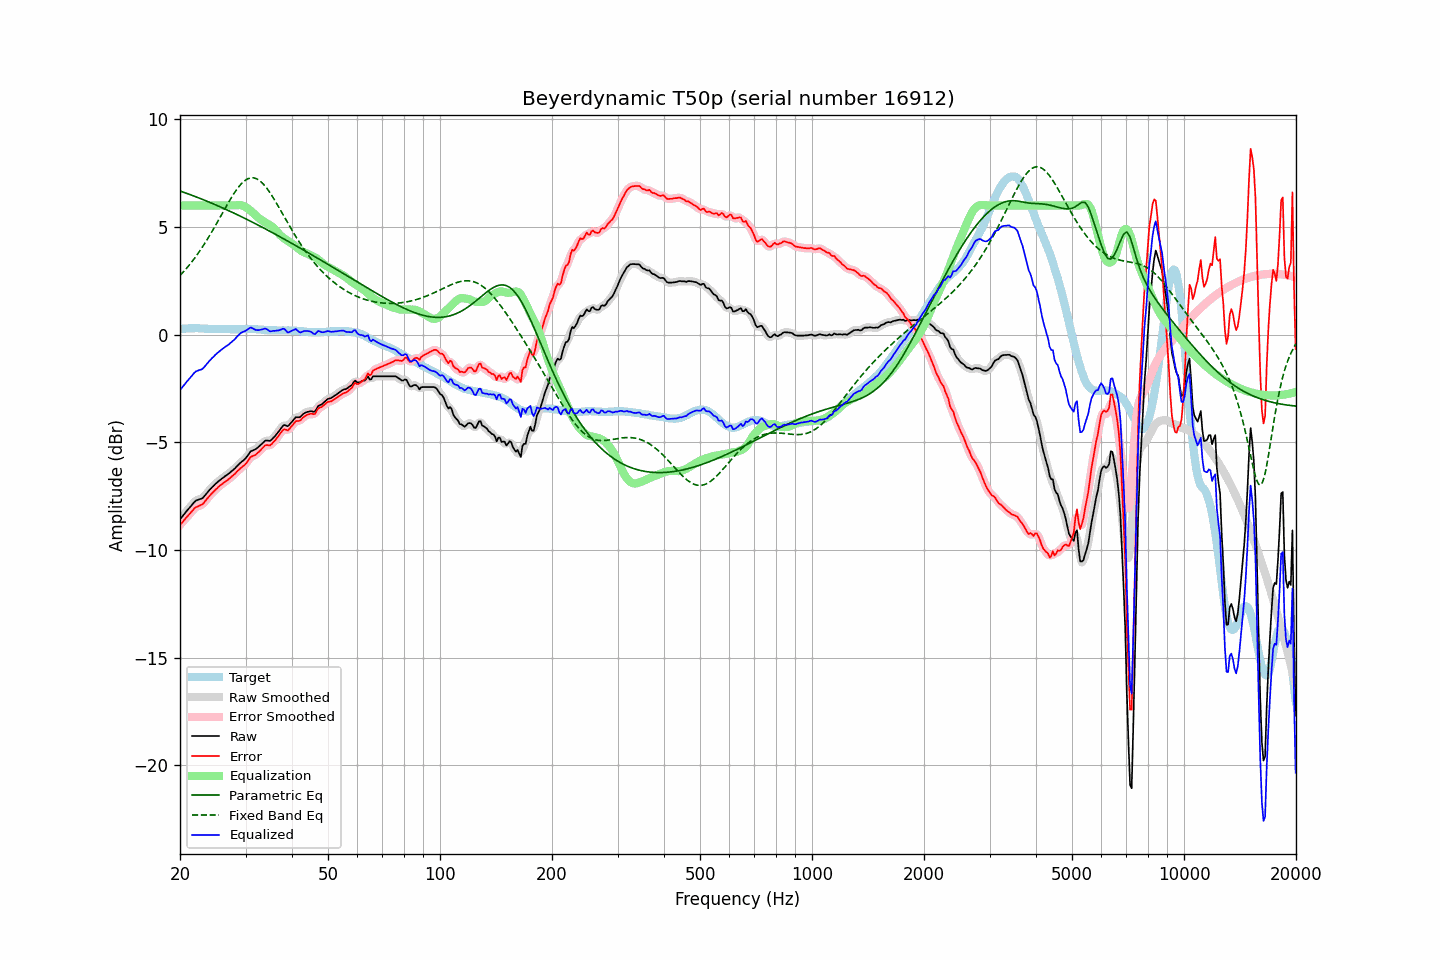 Beyerdynamic T50p (serial number 16912)
10
5
0
−5
−10
−15
−20
Amplitude (dBr)
Target
Raw Smoothed
Error Smoothed
Raw
Error
Equalization
Parametric Eq
Fixed Band Eq
Equalized
20 50 100 200 500 1000 2000 5000 10000 20000
Frequency (Hz)